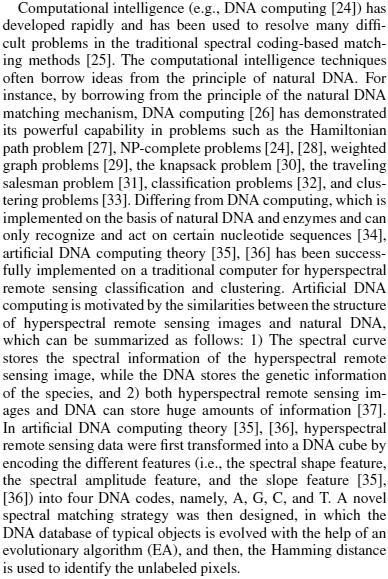 Computational intelligence (e.g., DNA computing [24]) has
developed rapidly and has been used to resolve many diffi-
cult problems in the traditional spectral coding-based match-
ing methods [25]. The computational intelligence techniques
often borrow ideas from the principle of natural DNA. For
instance, by borrowing from the principle of the natural DNA
matching mechanism, DNA computing [26] has demonstrated
its powerful capability in problems such as the Hamiltonian
path problem [27], NP-complete problems [24], [28], weighted
graph problems [29], the knapsack problem [30], the traveling
salesman problem [31], classification problems [32], and clus-
tering problems [33]. Differing from DNA computing, which is
implemented on the basis of natural DNA and enzymes and can
only recognize and act on certain nucleotide sequences [34],
artificial DNA computing theory [35], [36] has been success-
fully implemented on a traditional computer for hyperspectral
remote sensing classification and clustering. Artificial DNA
computing is motivated by the similarities between the structure
of hyperspectral remote sensing images and natural DNA,
which can be summarized as follows: 1) The spectral curve
stores the spectral information of the hyperspectral remote
sensing image, while the DNA stores the genetic information
of the species, and 2) both hyperspectral remote sensing im-
ages and DNA can store huge amounts of information [37].
In artificial DNA computing theory [35], [36], hyperspectral
remote sensing data were first transformed into a DNA cube by
encoding the different features (i.e., the spectral shape feature,
the spectral amplitude feature, and the slope feature [35],
[36]) into four DNA codes, namely, A, G, C, and T. A novel
spectral matching strategy was then designed, in which the
DNA database of typical objects is evolved with the help of an
evolutionary algorithm (EA), and then, the Hamming distance
is used to identify the unlabeled pixels.